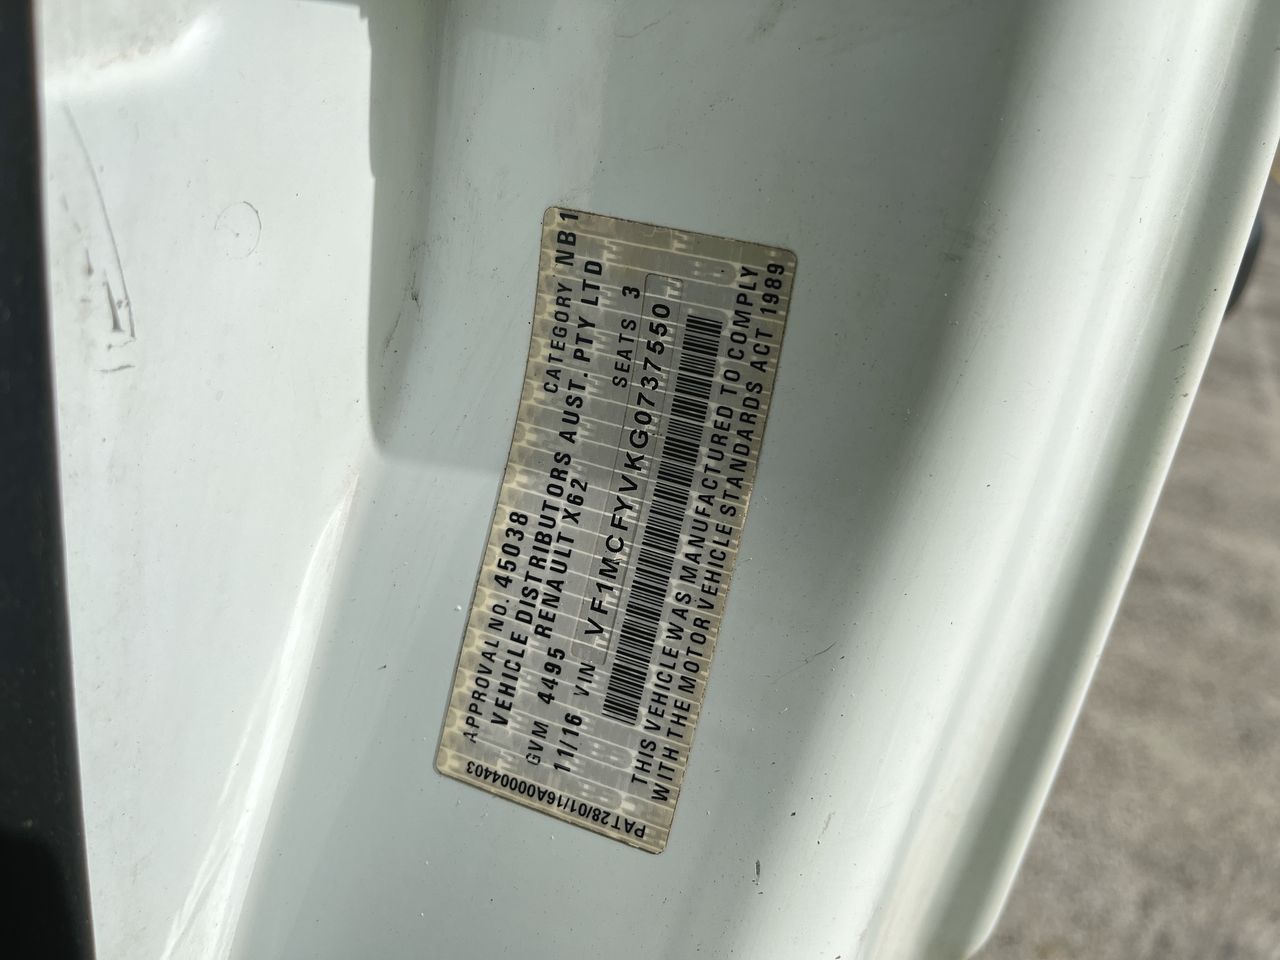 APPROVAL NO. 45038 CATEGORY NB1
VEHICLE DISTRIBUTORS AUST. PTY LTD
GVM 4495 RENAULT X62 SEATS 3
11/16 VIN VF1MCFYVKG0737550
THIS VEHICLE WAS MANUFACTURED TO COMPLY
WITH THE MOTOR VEHICLE STANDARDS ACT 1989
PAT28/01/16A00004403